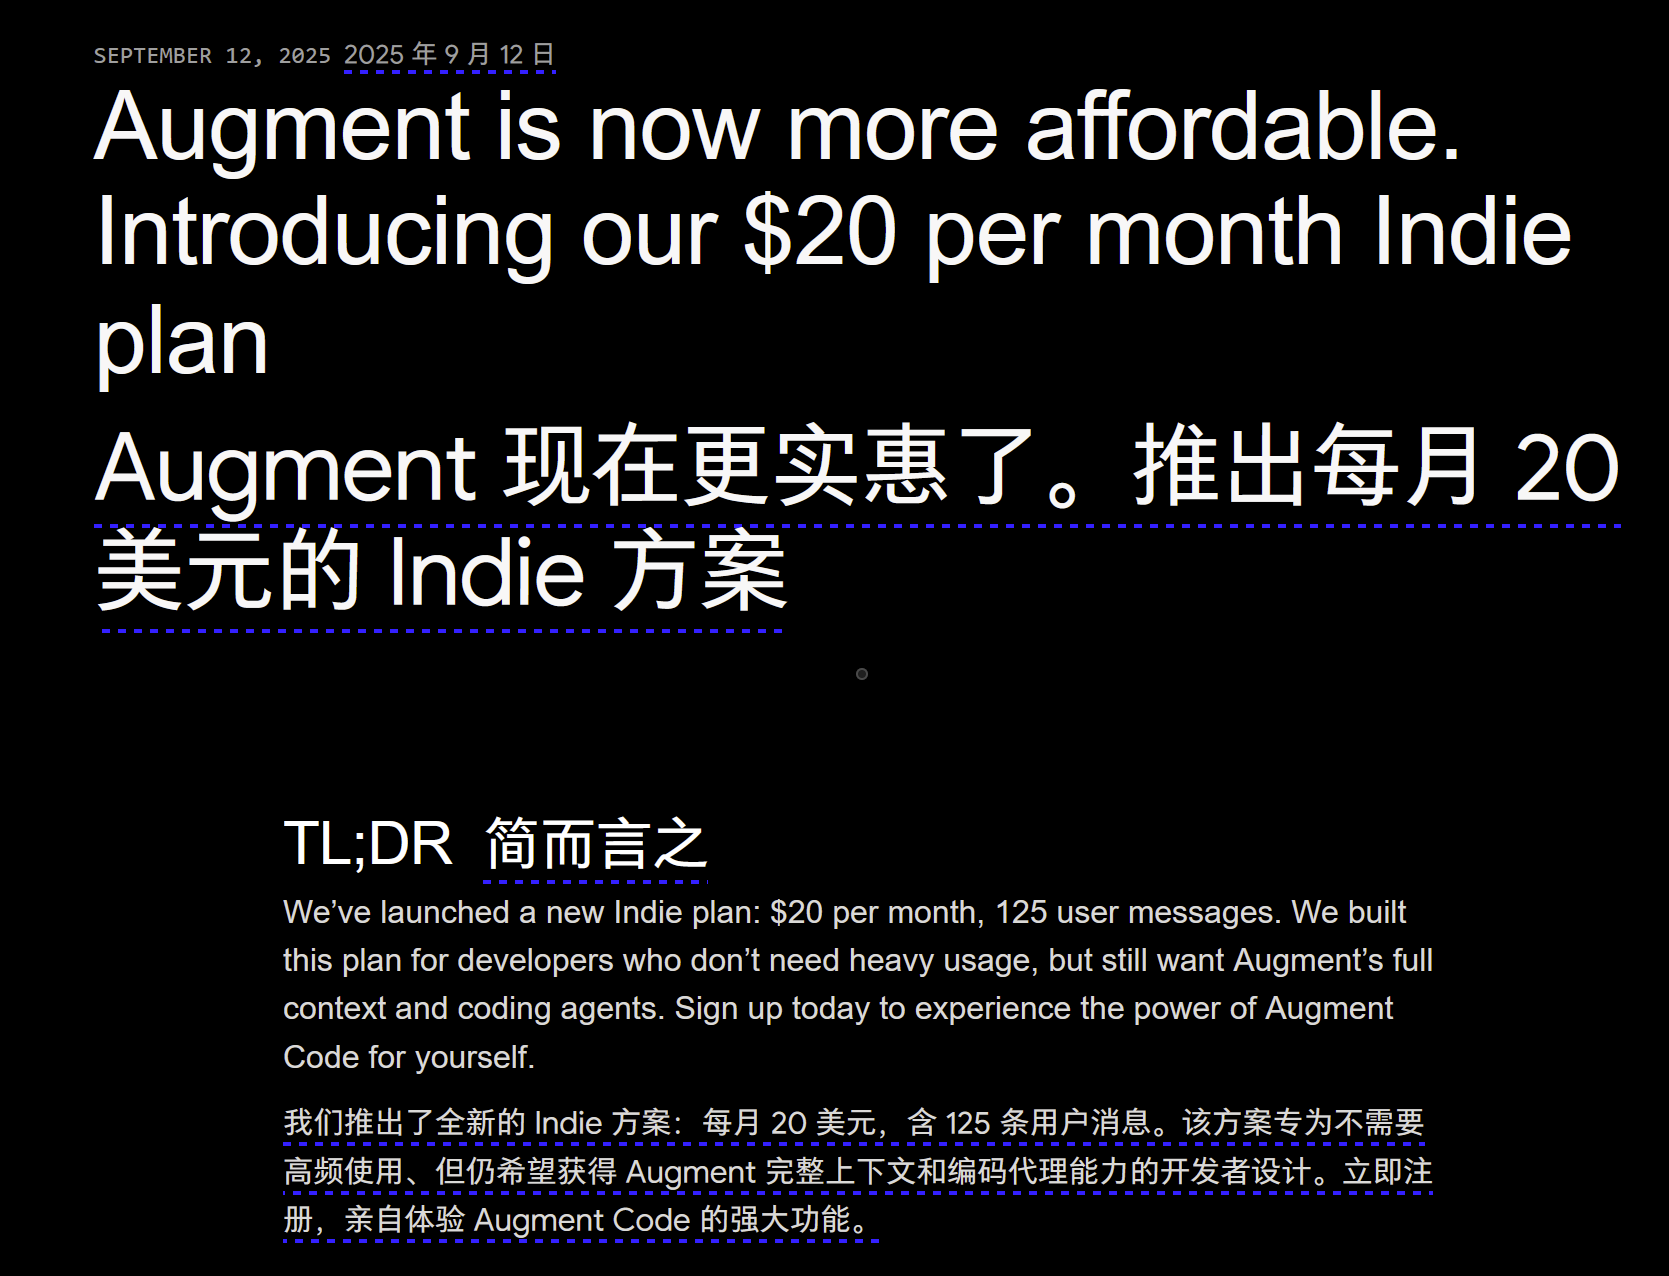 SEPTEMBER 12, 2025 2025 年 9 月 12 日
Augment is now more affordable.
Introducing our $20 per month Indie
plan
Augment 现在更实惠了。推出每月 20
美元的 Indie 方案
TL;DR 简而言之
We’ve launched a new Indie plan: $20 per month, 125 user messages. We built
this plan for developers who don’t need heavy usage, but still want Augment’s full
context and coding agents. Sign up today to experience the power of Augment
Code for yourself.
我们推出了全新的 Indie 方案：每月 20 美元，含 125 条用户消息。该方案专为不需要
高频使用、但仍希望获得 Augment 完整上下文和编码代理能力的开发者设计。立即注
册，亲自体验 Augment Code 的强大功能。